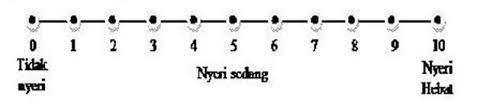 0 1 2 3 4 5 6 7 8 9 10
Tidak nyeri
Nyeri sedang
Nyeri Hebat